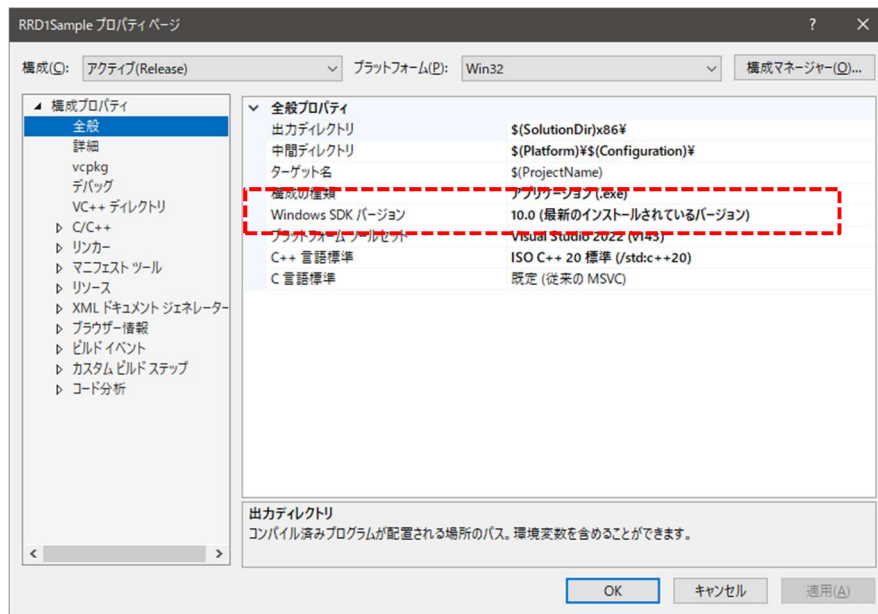 RRD1Sample プロパティ ページ ? ×
構成(C): アクティブ(Release) プラットフォーム(P): Win32 構成マネージャー(O)...
構成プロパティ
全般
詳細
vcpkg
デバッグ
VC++ ディレクトリ
C/C++
リンカー
マニフェスト ツール
リソース
XML ドキュメント ジェネレーター
ブラウザー情報
ビルド イベント
カスタム ビルド ステップ
コード分析
全般プロパティ
出力ディレクトリ $(SolutionDir)x86¥
中間ディレクトリ $(Platform)¥$(Configuration)¥
ターゲット名 $(ProjectName)
構成の種類 アプリケーション (.exe)
Windows SDK バージョン 10.0 (最新のインストールされているバージョン)
プラットフォーム ツールセット Visual Studio 2022 (v143)
C++ 言語標準 ISO C++ 20 標準 (/std:c++20)
C 言語標準 既定 (従来の MSVC)
出力ディレクトリ
コンパイル済みプログラムが配置される場所のパス。環境変数を含めることができます。
OK キャンセル 適用(A)